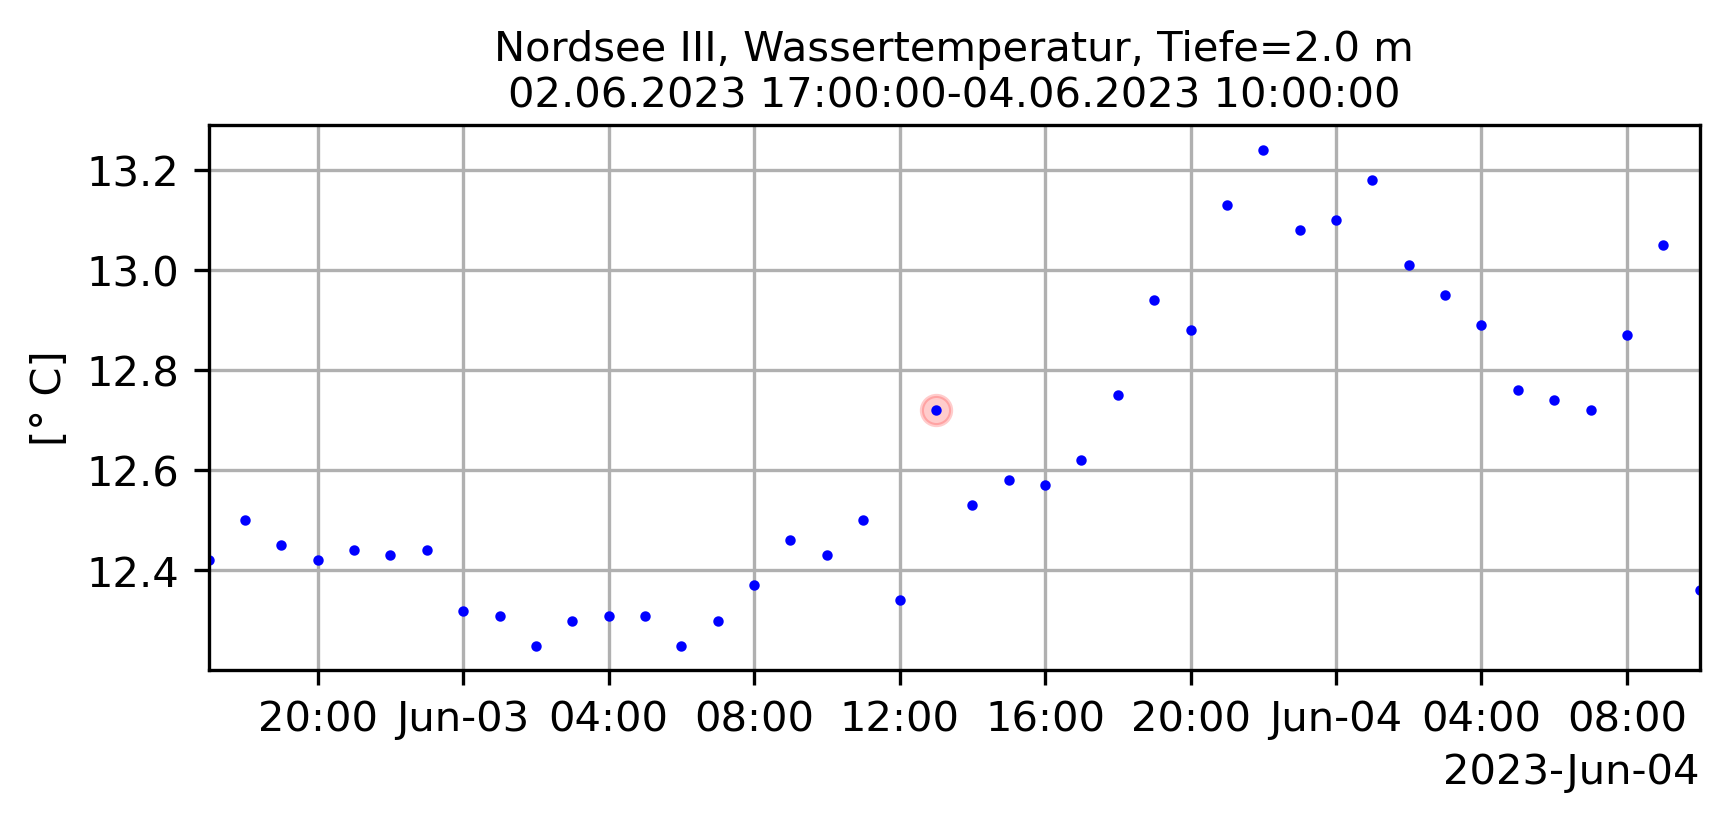 Nordsee III, Wassertemperatur, Tiefe=2.0 m
02.06.2023 17:00:00-04.06.2023 10:00:00
[° C]
13.2
13.0
12.8
12.6
12.4
20:00 Jun-03 04:00 08:00 12:00 16:00 20:00 Jun-04 04:00 08:00
2023-Jun-04